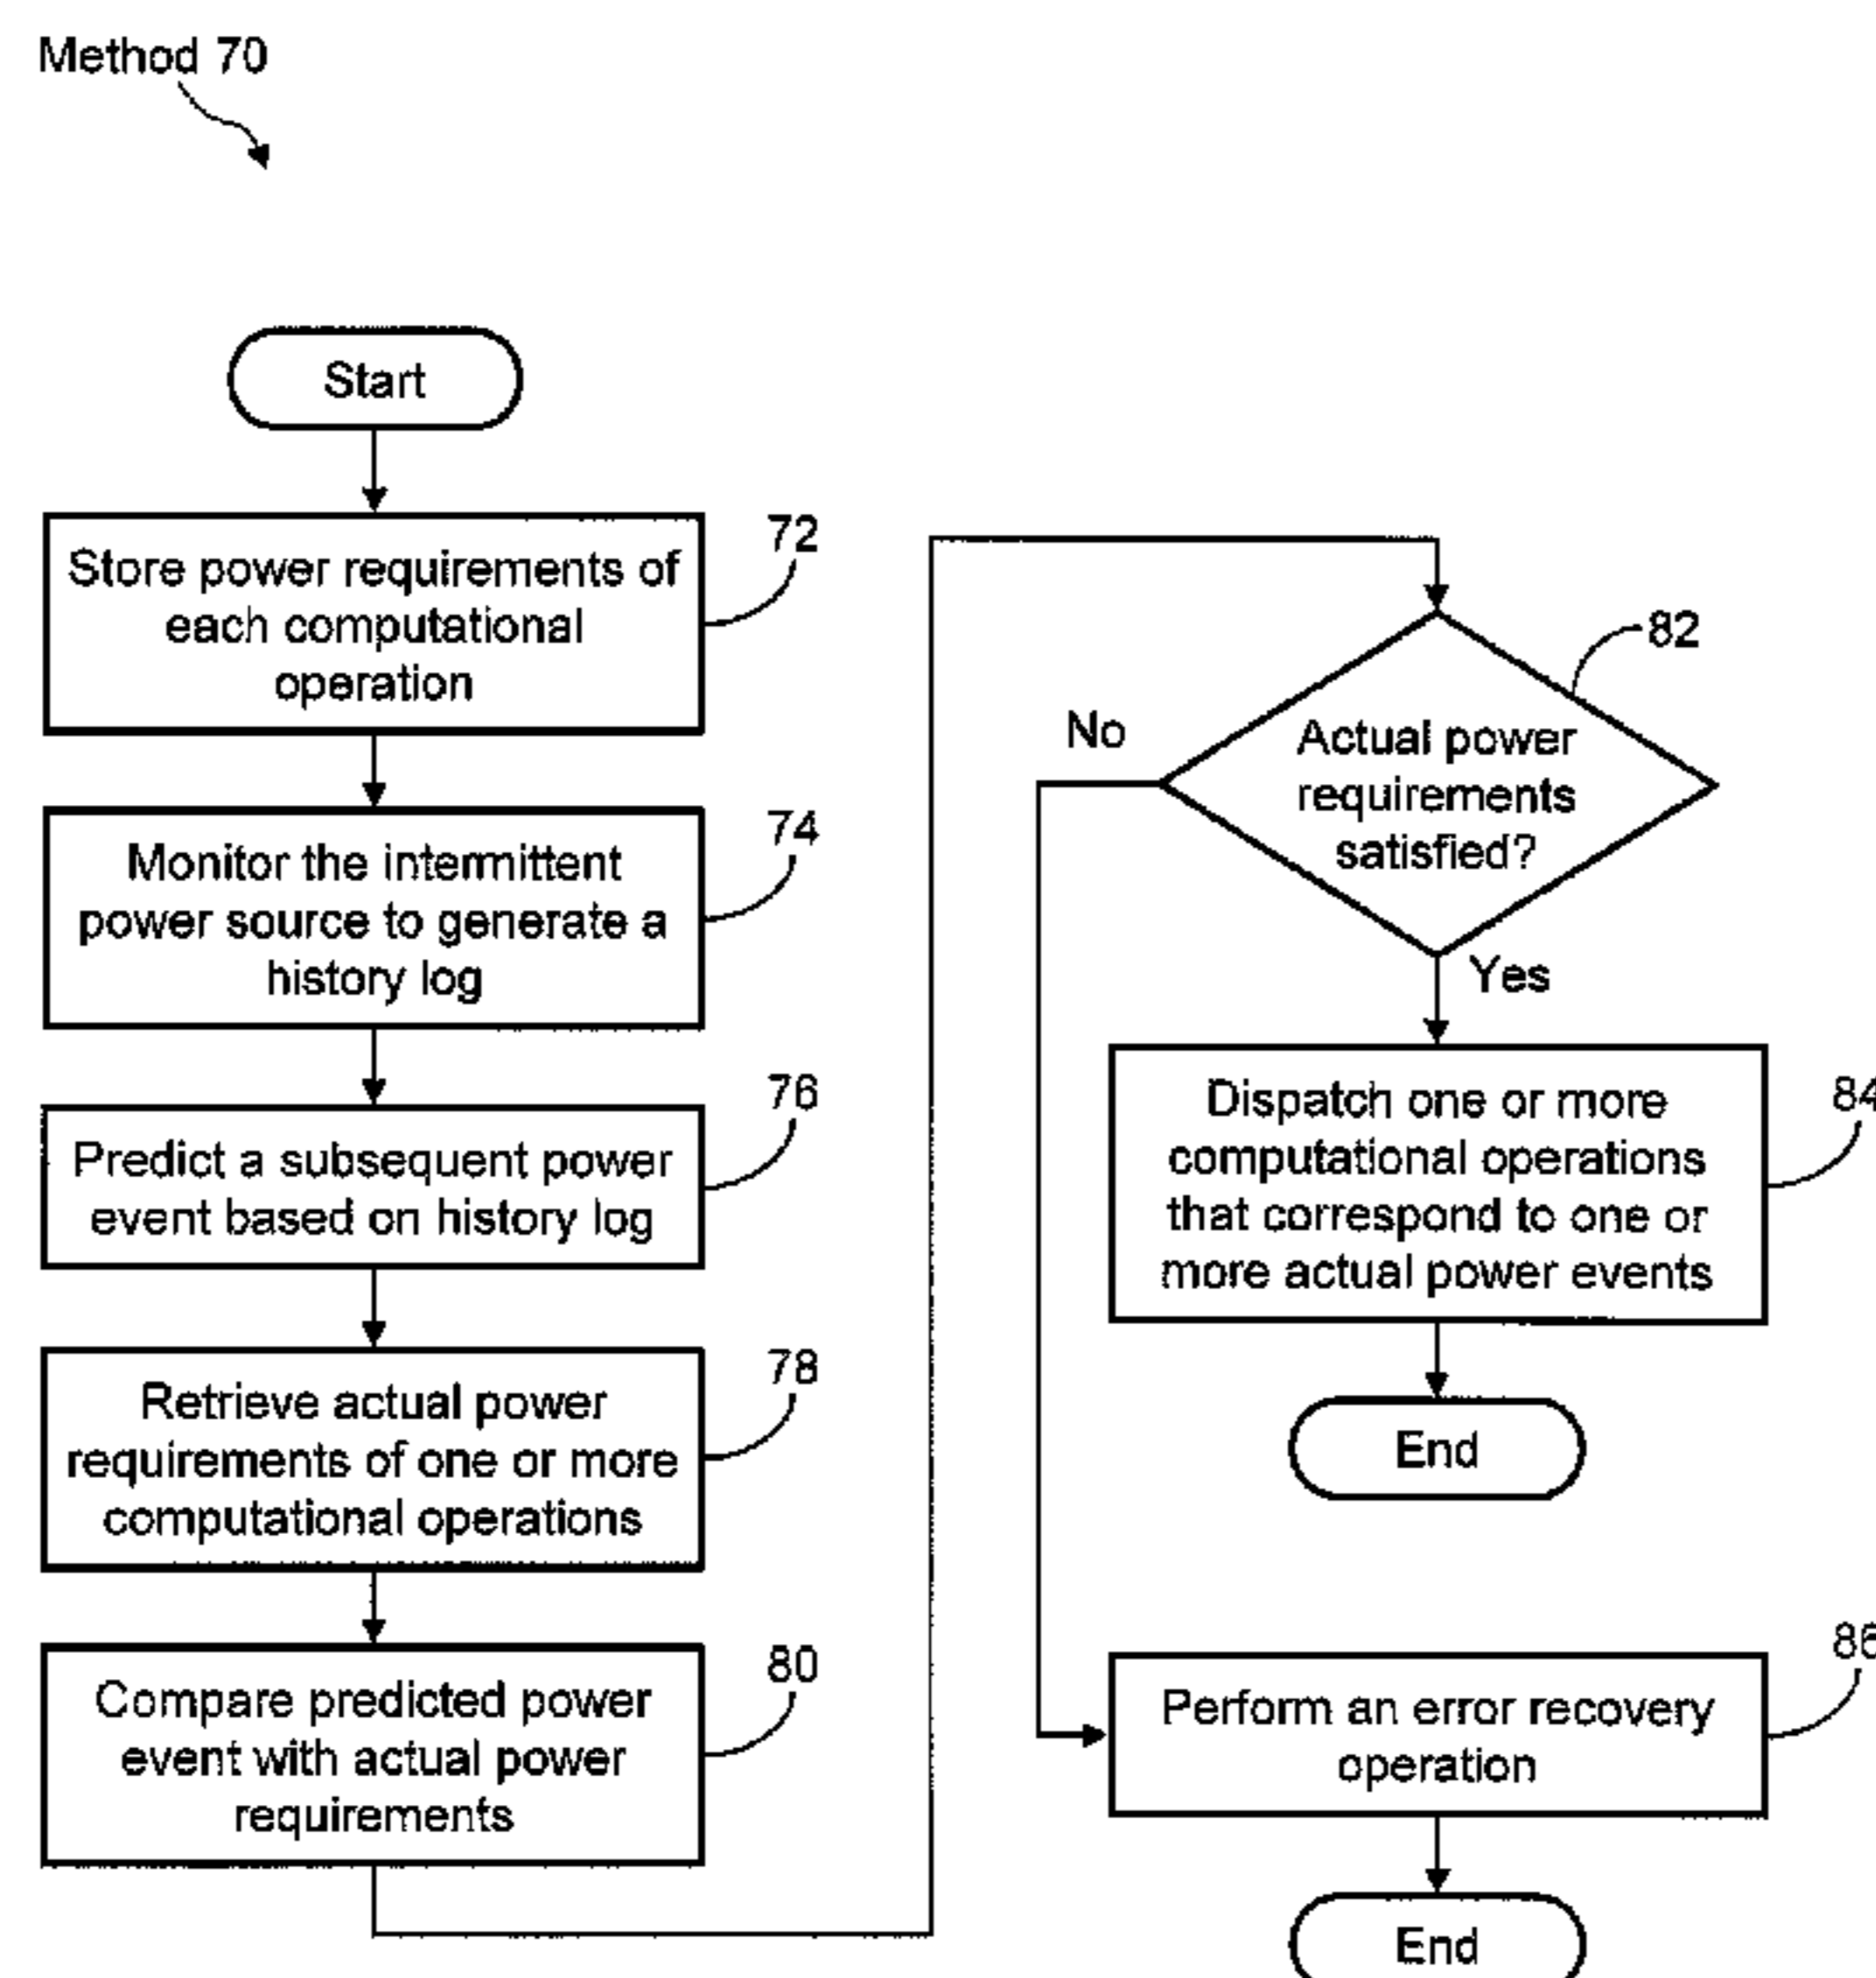 Method 70
Start
72
Store power requirements of
each computational
operation
74
Monitor the intermittent
power source to generate a
history log
76
Predict a subsequent power
event based on history log
78
Retrieve actual power
requirements of one or more
computational operations
80
Compare predicted power
event with actual power
requirements
82
Actual power
requirements
satisfied?
No
Yes
84
Dispatch one or more
computational operations
that correspond to one or
more actual power events
End
86
Perform an error recovery
operation
End